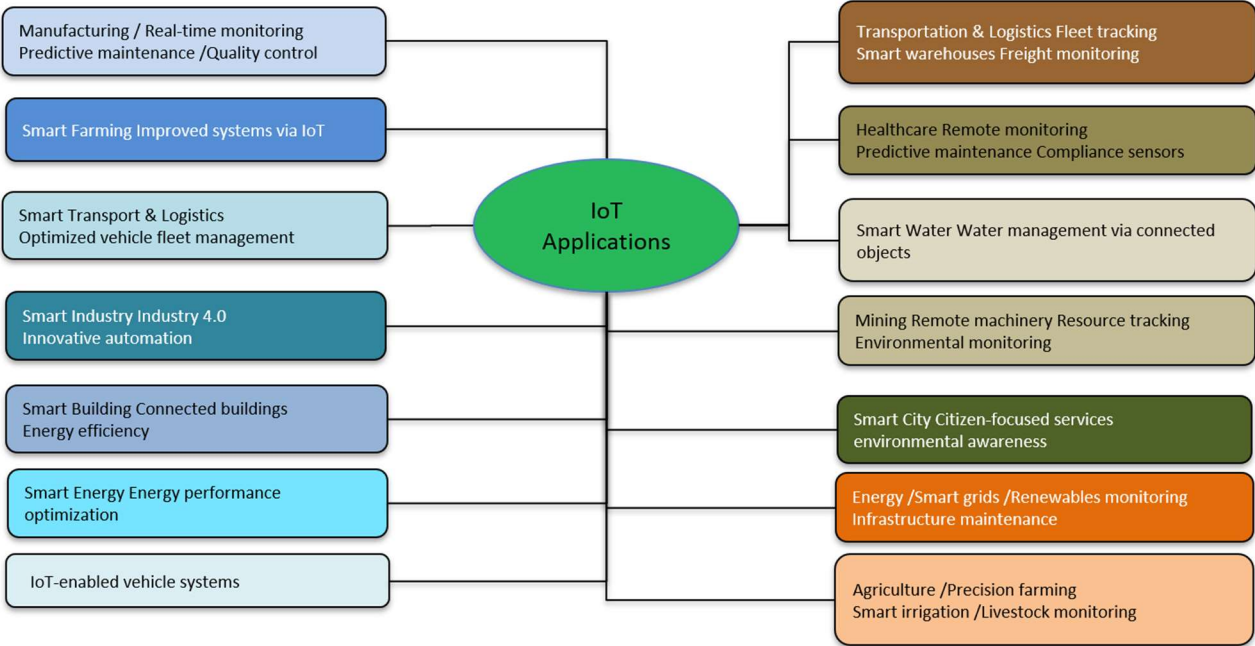 Manufacturing / Real-time monitoring
Predictive maintenance /Quality control
Smart Farming Improved systems via IoT
Smart Transport & Logistics
Optimized vehicle fleet management
Smart Industry Industry 4.0
Innovative automation
Smart Building Connected buildings
Energy efficiency
Smart Energy Energy performance
optimization
IoT-enabled vehicle systems
IoT
Applications
Transportation & Logistics Fleet tracking
Smart warehouses Freight monitoring
Healthcare Remote monitoring
Predictive maintenance Compliance sensors
Smart Water Water management via connected
objects
Mining Remote machinery Resource tracking
Environmental monitoring
Smart City Citizen-focused services
environmental awareness
Energy /Smart grids /Renewables monitoring
Infrastructure maintenance
Agriculture /Precision farming
Smart irrigation /Livestock monitoring